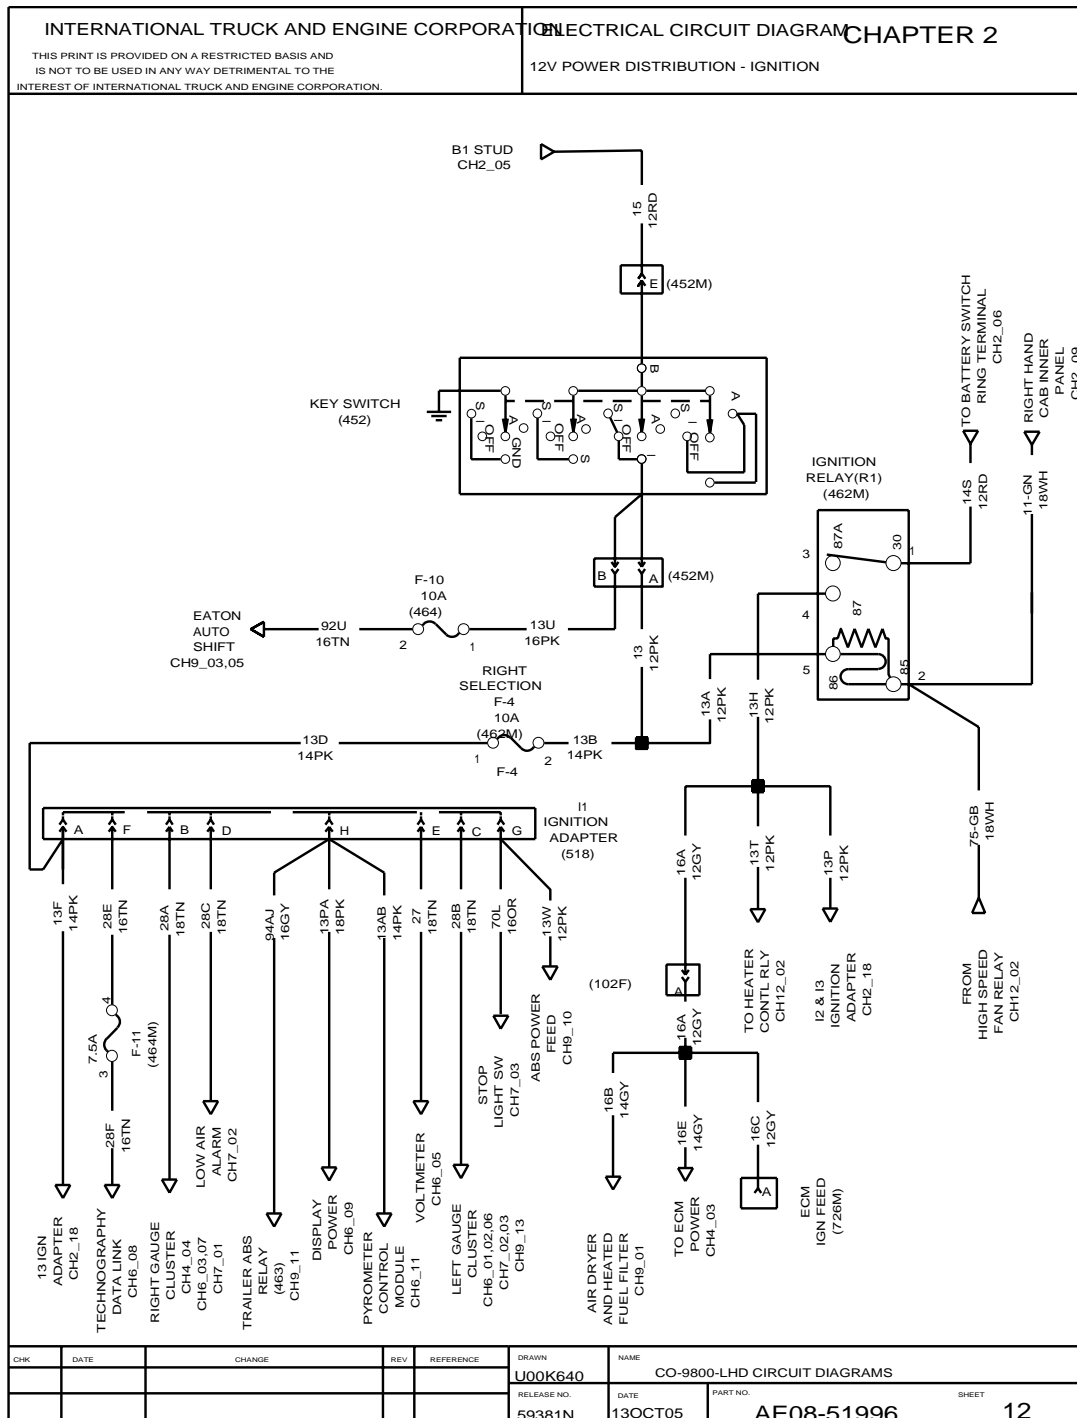 INTERNATIONAL TRUCK AND ENGINE CORPORATION
ELECTRICAL CIRCUIT DIAGRAM
CHAPTER 2
THIS PRINT IS PROVIDED ON A RESTRICTED BASIS AND
IS NOT TO BE USED IN ANY WAY DETRIMENTAL TO THE
INTEREST OF INTERNATIONAL TRUCK AND ENGINE CORPORATION.
12V POWER DISTRIBUTION - IGNITION
B1 STUD
CH2_05
15
12RD
E
(452M)
KEY SWITCH
(452)
B
S
I
OFF
A
GND
S
I
OFF
A
S
S
I
OFF
A
I
S
I
OFF
A
TO BATTERY SWITCH
RING TERMINAL
CH2_06
RIGHT HAND
CAB INNER
PANEL
CH2_09
14S
12RD
11-GN
18WH
IGNITION
RELAY(R1)
(462M)
3
87A
30
1
4
87
5
86
85
2
B
A
(452M)
F-10
10A
(464)
EATON
AUTO
SHIFT
CH9_03,05
92U
16TN
2
1
13U
16PK
13
12PK
RIGHT
SELECTION
F-4
10A
(462M)
13D
14PK
1
2
F-4
13B
14PK
13A
12PK
13H
12PK
75-GB
18WH
I1
IGNITION
ADAPTER
(518)
A
F
B
D
H
E
C
G
13F
14PK
28E
16TN
28A
18TN
28C
18TN
94AJ
16GY
13PA
18PK
13AB
14PK
27
18TN
28B
18TN
70L
16OR
13W
12PK
16A
12GY
13T
12PK
13P
12PK
4
7.5A
3
F-11
(464M)
28F
16TN
(102F)
A
16A
12GY
16B
14GY
16E
14GY
16C
12GY
A
13 IGN
ADAPTER
CH2_18
TECHNOGRAPHY
DATA LINK
CH6_08
RIGHT GAUGE
CLUSTER
CH4_04
CH6_03,07
CH7_01
LOW AIR
ALARM
CH7_02
TRAILER ABS
RELAY
(463)
CH9_11
DISPLAY
POWER
CH6_09
PYROMETER
CONTROL
MODULE
CH6_11
VOLTMETER
CH6_05
LEFT GAUGE
CLUSTER
CH6_01,02,06
CH7_02,03
CH9_13
STOP
LIGHT SW
CH7_03
ABS POWER
FEED
CH9_10
AIR DRYER
AND HEATED
FUEL FILTER
CH9_01
TO ECM
POWER
CH4_03
ECM
IGN FEED
(726M)
TO HEATER
CONTL RLY
CH12_02
I2 & I3
IGNITION
ADAPTER
CH2_18
FROM
HIGH SPEED
FAN RELAY
CH12_02
CHK
DATE
CHANGE
REV
REFERENCE
DRAWN
U00K640
NAME
CO-9800-LHD CIRCUIT DIAGRAMS
RELEASE NO.
59381N
DATE
13OCT05
PART NO.
AE08-51996
SHEET
12